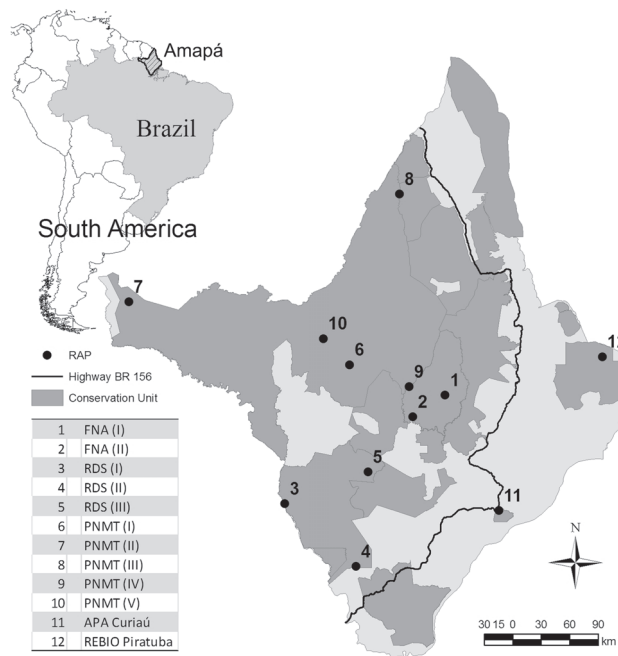 Amapá
Brazil
South America
RAP
Highway BR 156
Conservation Unit
1 FNA (I)
2 FNA (II)
3 RDS (I)
4 RDS (II)
5 RDS (III)
6 PNMT (I)
7 PNMT (II)
8 PNMT (III)
9 PNMT (IV)
10 PNMT (V)
11 APA Curiaú
12 REBIO Piratuba
8
7
10
6
9
1
2
5
3
11
4
N
30 15 0 30 60 90
km